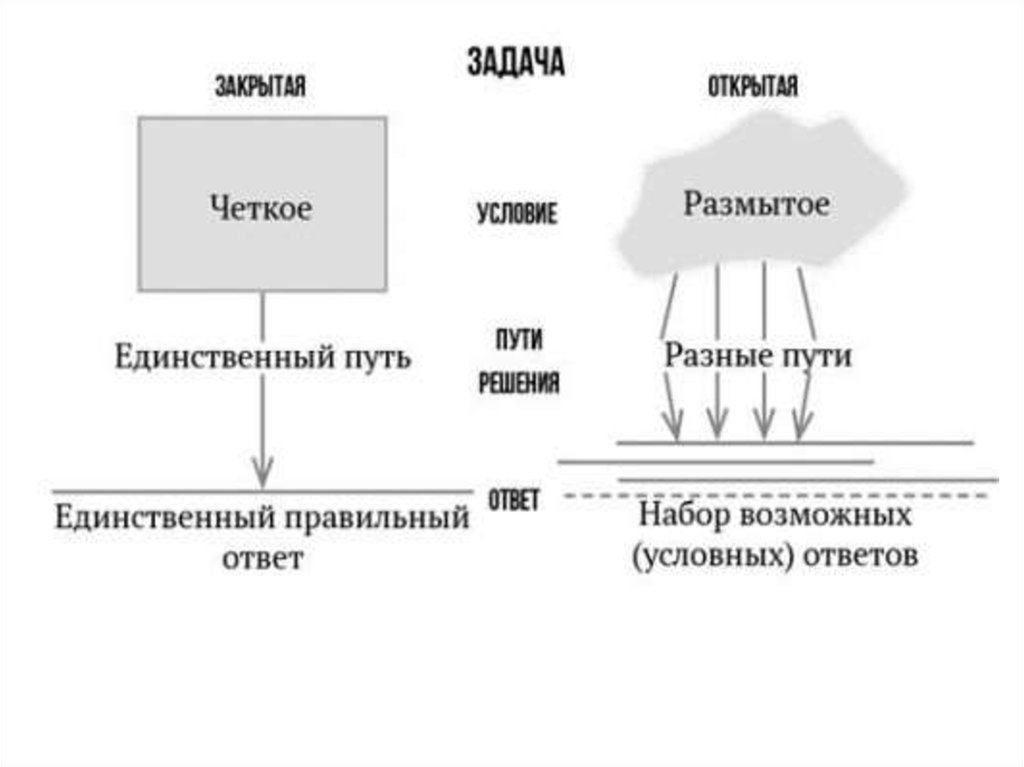 ЗАДАЧА
ЗАКРЫТАЯ
ОТКРЫТАЯ
Четкое
УСЛОВИЕ
Размытое
Единственный путь
ПУТИ
РЕШЕНИЯ
Разные пути
Единственный правильный
ответ
ОТВЕТ
Набор возможных
(условных) ответов